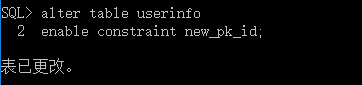 SQL> alter table userinfo
  2  enable constraint new_pk_id;
表已更改。